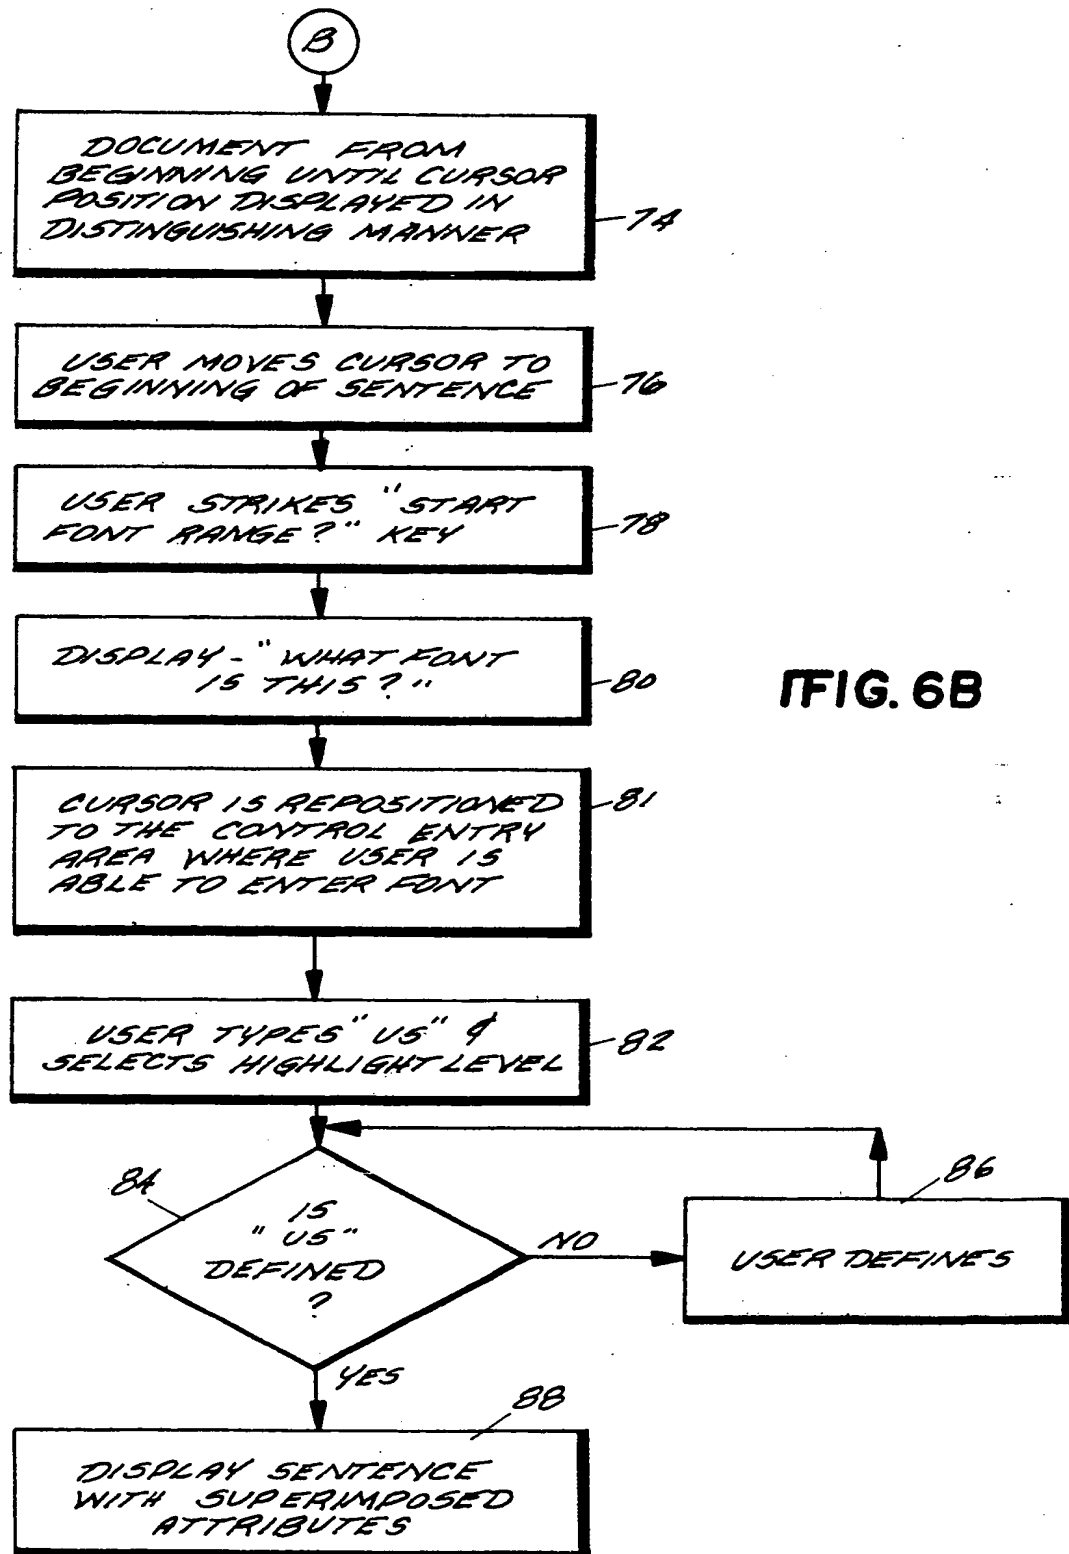 B
DOCUMENT FROM
BEGINNING UNTIL CURSOR
POSITION DISPLAYED IN
DISTINGUISHING MANNER
74
USER MOVES CURSOR TO
BEGINNING OF SENTENCE
76
USER STRIKES "START
FONT RANGE?" KEY
78
DISPLAY - "WHAT FONT
IS THIS?"
80
FIG. 6B
CURSOR IS REPOSITIONED
TO THE CONTROL ENTRY
AREA WHERE USER IS
ABLE TO ENTER FONT
81
USER TYPES "US" &
SELECTS HIGHLIGHT LEVEL
82
84
IS
"US"
DEFINED
?
NO
86
USER DEFINES
YES
88
DISPLAY SENTENCE
WITH SUPERIMPOSED
ATTRIBUTES